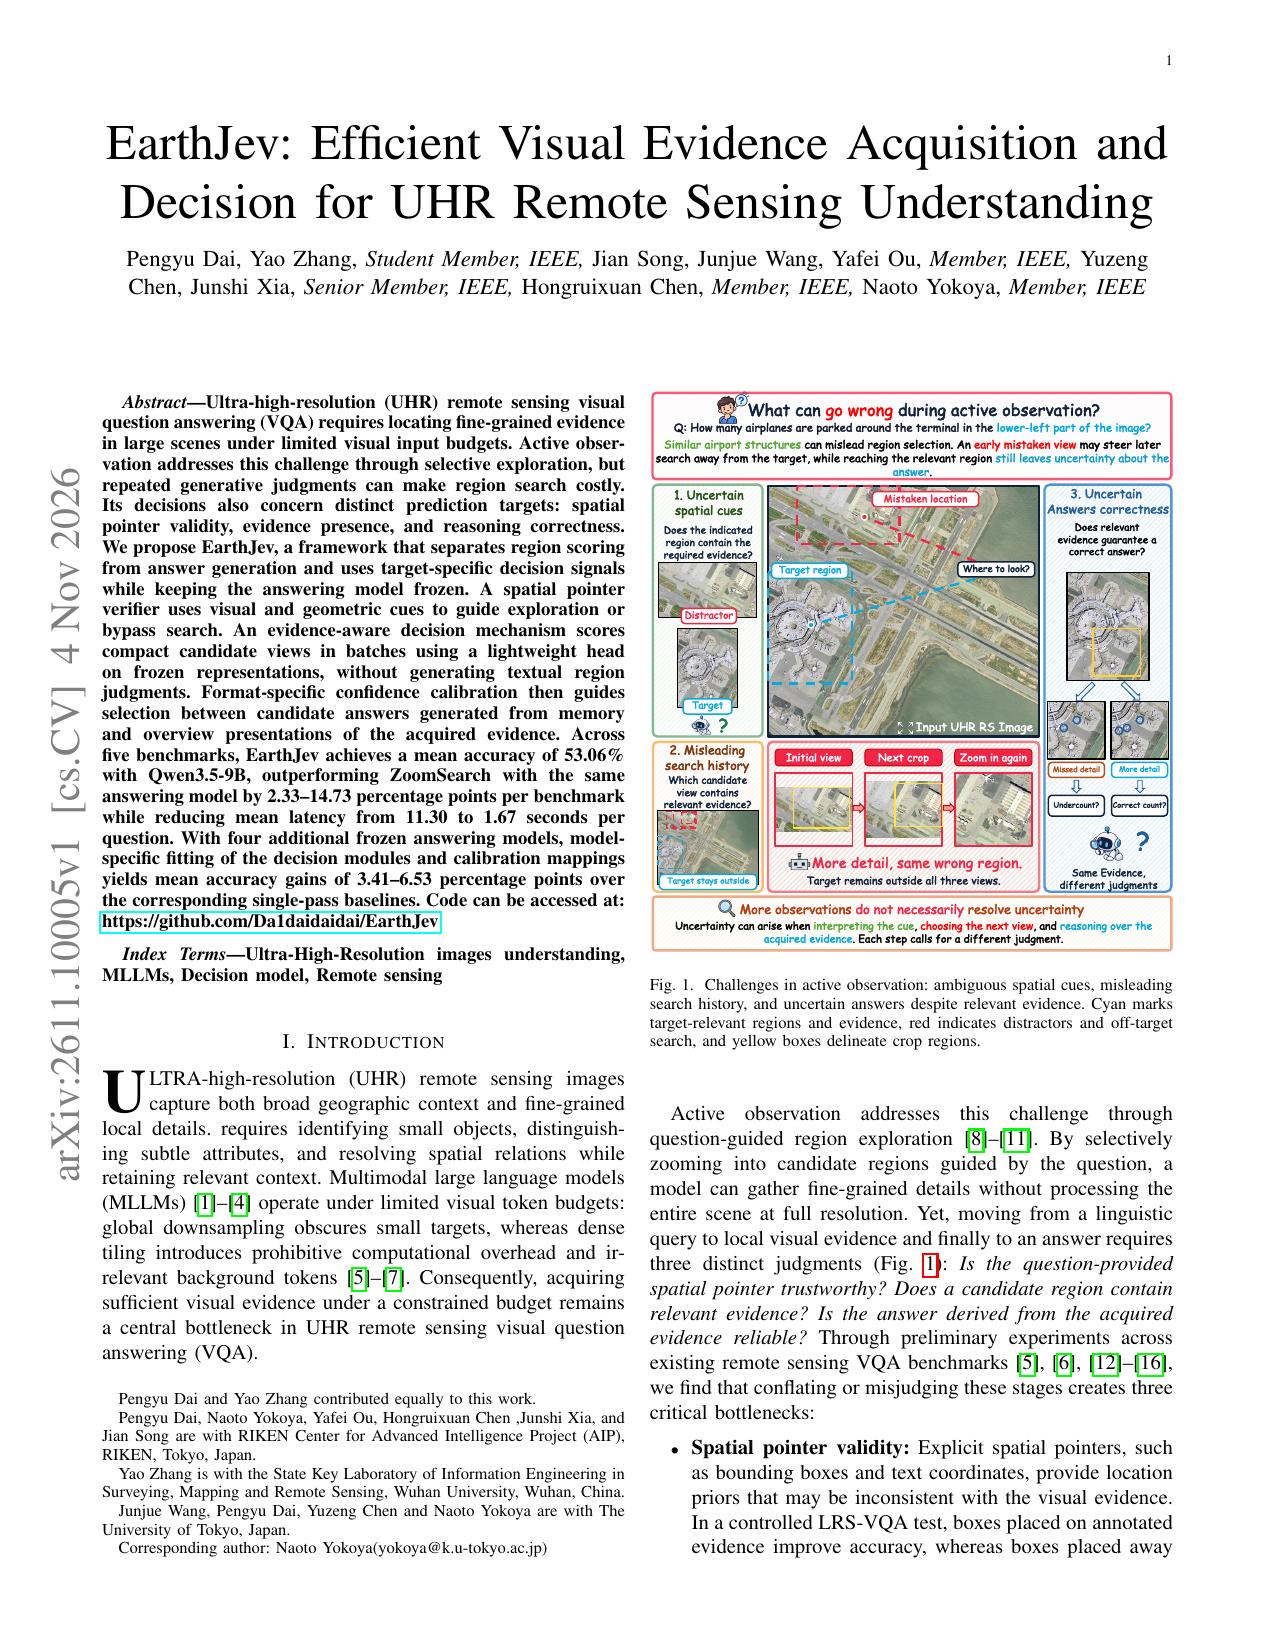 1
EarthJev: Efficient Visual Evidence Acquisition and
Decision for UHR Remote Sensing Understanding
Pengyu Dai, Yao Zhang, Student Member, IEEE, Jian Song, Junjue Wang, Yafei Ou, Member, IEEE, Yuzeng
Chen, Junshi Xia, Senior Member, IEEE, Hongruixuan Chen, Member, IEEE, Naoto Yokoya, Member, IEEE
arXiv:2611.10005v1 [cs.CV] 4 Nov 2026
Abstract—Ultra-high-resolution (UHR) remote sensing visual
question answering (VQA) requires locating fine-grained evidence
in large scenes under limited visual input budgets. Active obser-
vation addresses this challenge through selective exploration, but
repeated generative judgments can make region search costly.
Its decisions also concern distinct prediction targets: spatial
pointer validity, evidence presence, and reasoning correctness.
We propose EarthJev, a framework that separates region scoring
from answer generation and uses target-specific decision signals
while keeping the answering model frozen. A spatial pointer
verifier uses visual and geometric cues to guide exploration or
bypass search. An evidence-aware decision mechanism scores
compact candidate views in batches using a lightweight head
on frozen representations, without generating textual region
judgments. Format-specific confidence calibration then guides
selection between candidate answers generated from memory
and overview presentations of the acquired evidence. Across
five benchmarks, EarthJev achieves a mean accuracy of 53.06%
with Qwen3.5-9B, outperforming ZoomSearch with the same
answering model by 2.33–14.73 percentage points per benchmark
while reducing mean latency from 11.30 to 1.67 seconds per
question. With four additional frozen answering models, model-
specific fitting of the decision modules and calibration mappings
yields mean accuracy gains of 3.41–6.53 percentage points over
the corresponding single-pass baselines. Code can be accessed at:
https://github.com/Da1daidaidai/EarthJev
Index Terms—Ultra-High-Resolution images understanding,
MLLMs, Decision model, Remote sensing
I. INTRODUCTION
ULTRA-high-resolution (UHR) remote sensing images
capture both broad geographic context and fine-grained
local details. requires identifying small objects, distinguish-
ing subtle attributes, and resolving spatial relations while
retaining relevant context. Multimodal large language models
(MLLMs) [1]–[4] operate under limited visual token budgets:
global downsampling obscures small targets, whereas dense
tiling introduces prohibitive computational overhead and ir-
relevant background tokens [5]–[7]. Consequently, acquiring
sufficient visual evidence under a constrained budget remains
a central bottleneck in UHR remote sensing visual question
answering (VQA).
Pengyu Dai and Yao Zhang contributed equally to this work.
Pengyu Dai, Naoto Yokoya, Yafei Ou, Hongruixuan Chen ,Junshi Xia, and
Jian Song are with RIKEN Center for Advanced Intelligence Project (AIP),
RIKEN, Tokyo, Japan.
Yao Zhang is with the State Key Laboratory of Information Engineering in
Surveying, Mapping and Remote Sensing, Wuhan University, Wuhan, China.
Junjue Wang, Pengyu Dai, Yuzeng Chen and Naoto Yokoya are with The
University of Tokyo, Japan.
Corresponding author: Naoto Yokoya(yokoya@k.u-tokyo.ac.jp)
What can go wrong during active observation?
Q: How many airplanes are parked around the terminal in the lower-left part of the image?
Similar airport structures can mislead region selection. An early mistaken view may steer later
search away from the target, while reaching the relevant region still leaves uncertainty about the
answer.
1. Uncertain
spatial cues
Does the indicated
region contain the
required evidence?
Distractor
Target
?
Mistaken location
Target region
Where to look?
Input UHR RS Image
3. Uncertain
Answers correctness
Does relevant
evidence guarantee a
correct answer?
Missed detail
More detail
Undercount?
Correct count?
?
Same Evidence,
different judgments
2. Misleading
search history
Which candidate
view contains
relevant evidence?
Target stays outside
Initial view
Next crop
Zoom in again
More detail, same wrong region.
Target remains outside all three views.
More observations do not necessarily resolve uncertainty
Uncertainty can arise when interpreting the cue, choosing the next view, and reasoning over the
acquired evidence. Each step calls for a different judgment.
Fig. 1. Challenges in active observation: ambiguous spatial cues, misleading
search history, and uncertain answers despite relevant evidence. Cyan marks
target-relevant regions and evidence, red indicates distractors and off-target
search, and yellow boxes delineate crop regions.
Active observation addresses this challenge through
question-guided region exploration [8]–[11]. By selectively
zooming into candidate regions guided by the question, a
model can gather fine-grained details without processing the
entire scene at full resolution. Yet, moving from a linguistic
query to local visual evidence and finally to an answer requires
three distinct judgments (Fig. 1): Is the question-provided
spatial pointer trustworthy? Does a candidate region contain
relevant evidence? Is the answer derived from the acquired
evidence reliable? Through preliminary experiments across
existing remote sensing VQA benchmarks [5], [6], [12]–[16],
we find that conflating or misjudging these stages creates three
critical bottlenecks:
• Spatial pointer validity: Explicit spatial pointers, such
as bounding boxes and text coordinates, provide location
priors that may be inconsistent with the visual evidence.
In a controlled LRS-VQA test, boxes placed on annotated
evidence improve accuracy, whereas boxes placed away